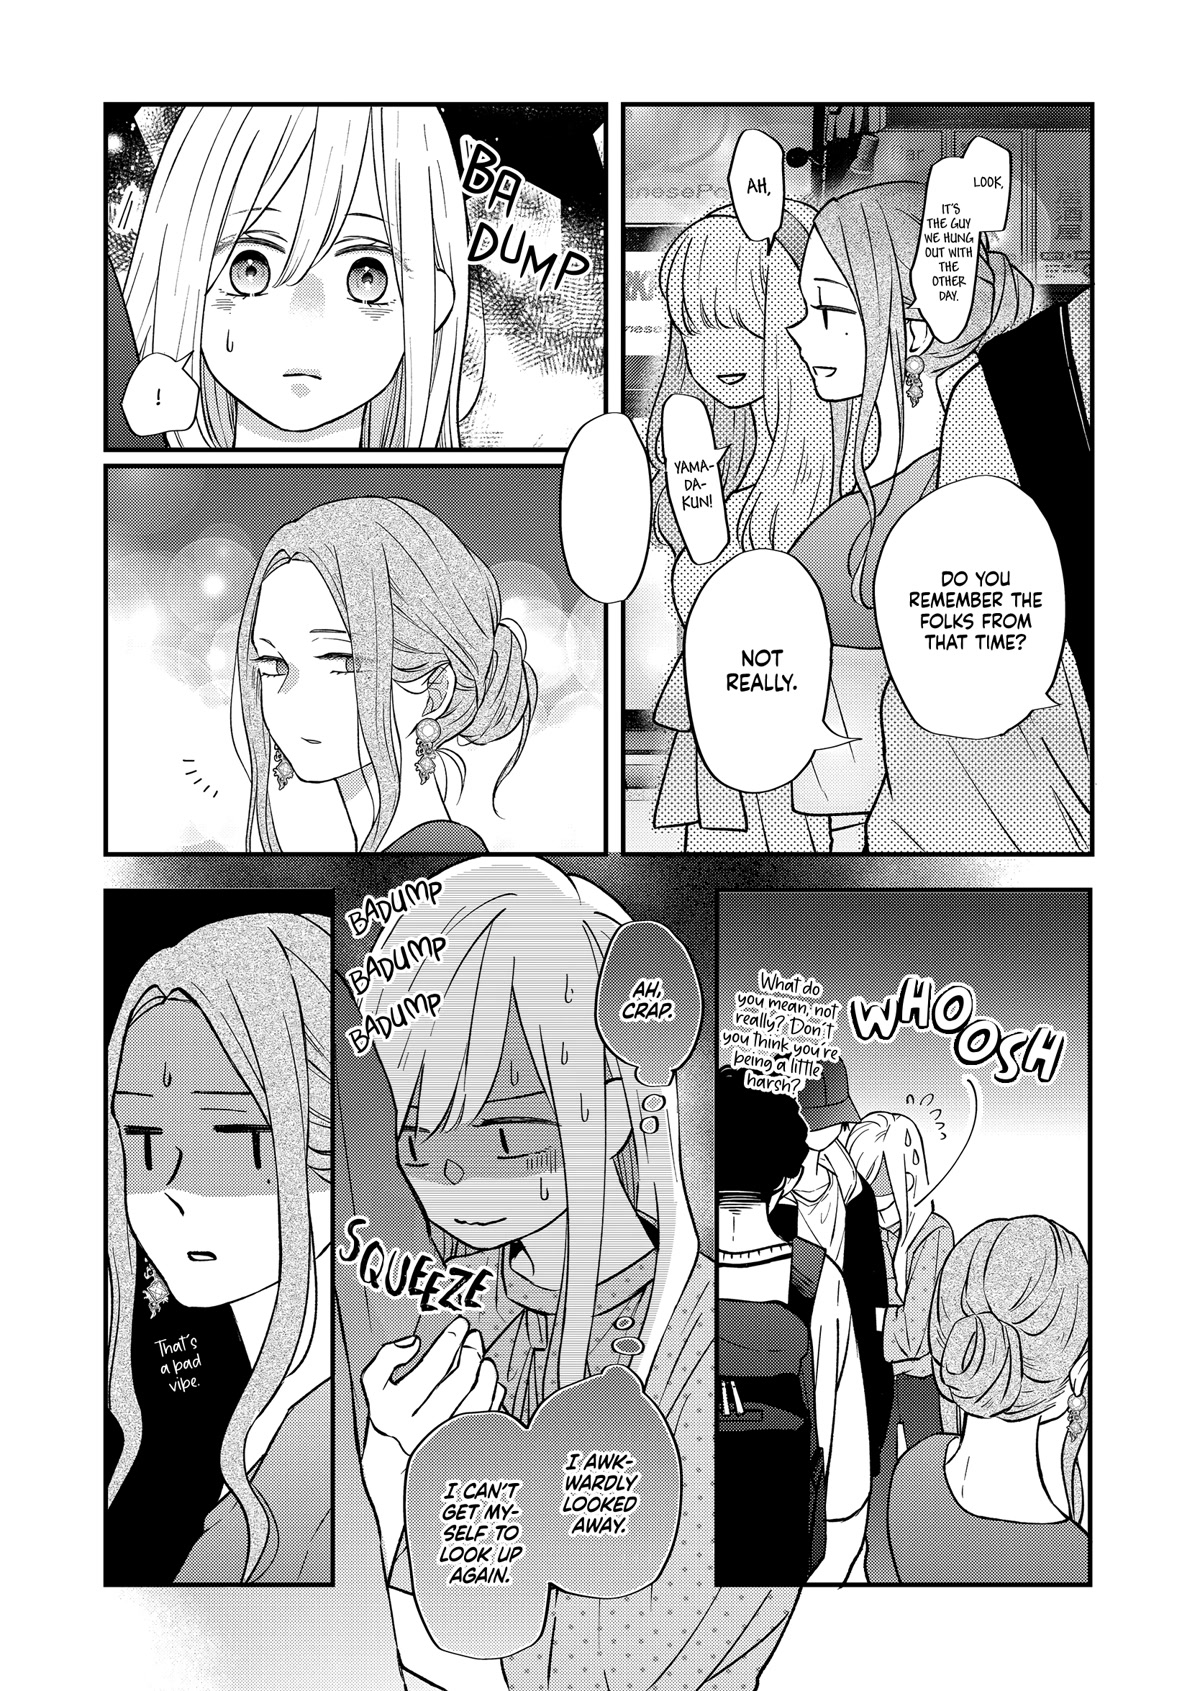 LOOK,
IT'S
THE GUY
WE HUNG
OUT WITH
THE
OTHER
DAY.
AH,
YAMA-
DA-
KUN!
DO YOU
REMEMBER THE
FOLKS FROM
THAT TIME?
NOT
REALLY.
BA
DUMP
!
WHOOSH
What do
you mean, not
really? Don't
you think you're
being a little
harsh?
BADUMP
BADUMP
BADUMP
AH,
CRAP.
SQUEEZE
I AWK-
WARDLY
LOOKED
AWAY.
I CAN'T
GET MY-
SELF TO
LOOK UP
AGAIN.
That's
a bad
vibe.